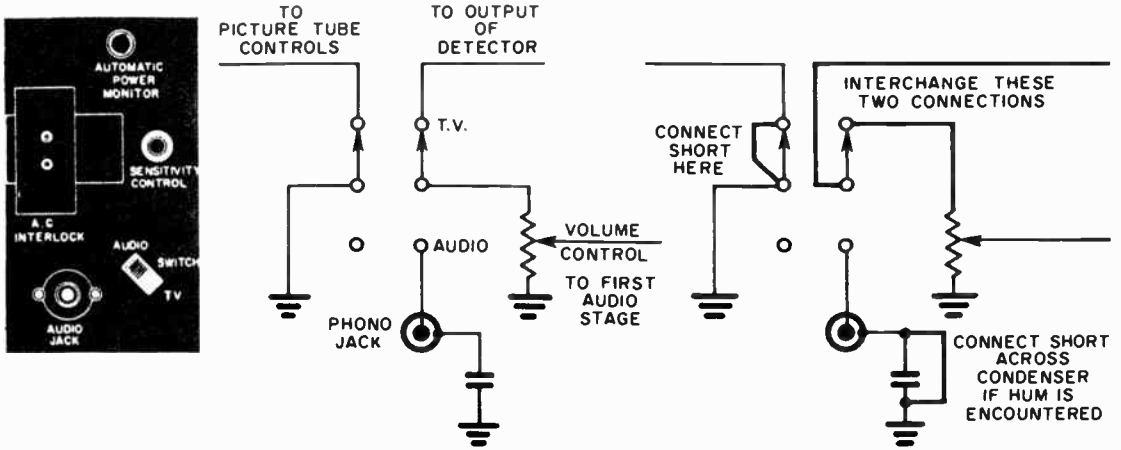 AUTOMATIC
POWER
MONITOR
SENSITIVITY
CONTROL
A.C
INTERLOCK
AUDIO
SWITCH
TV
AUDIO
JACK
TO
PICTURE TUBE
CONTROLS
TO OUTPUT
OF
DETECTOR
T.V.
AUDIO
VOLUME
CONTROL
TO FIRST
AUDIO
STAGE
PHONO
JACK
CONNECT
SHORT
HERE
INTERCHANGE THESE
TWO CONNECTIONS
CONNECT SHORT
ACROSS
CONDENSER
IF HUM IS
ENCOUNTERED